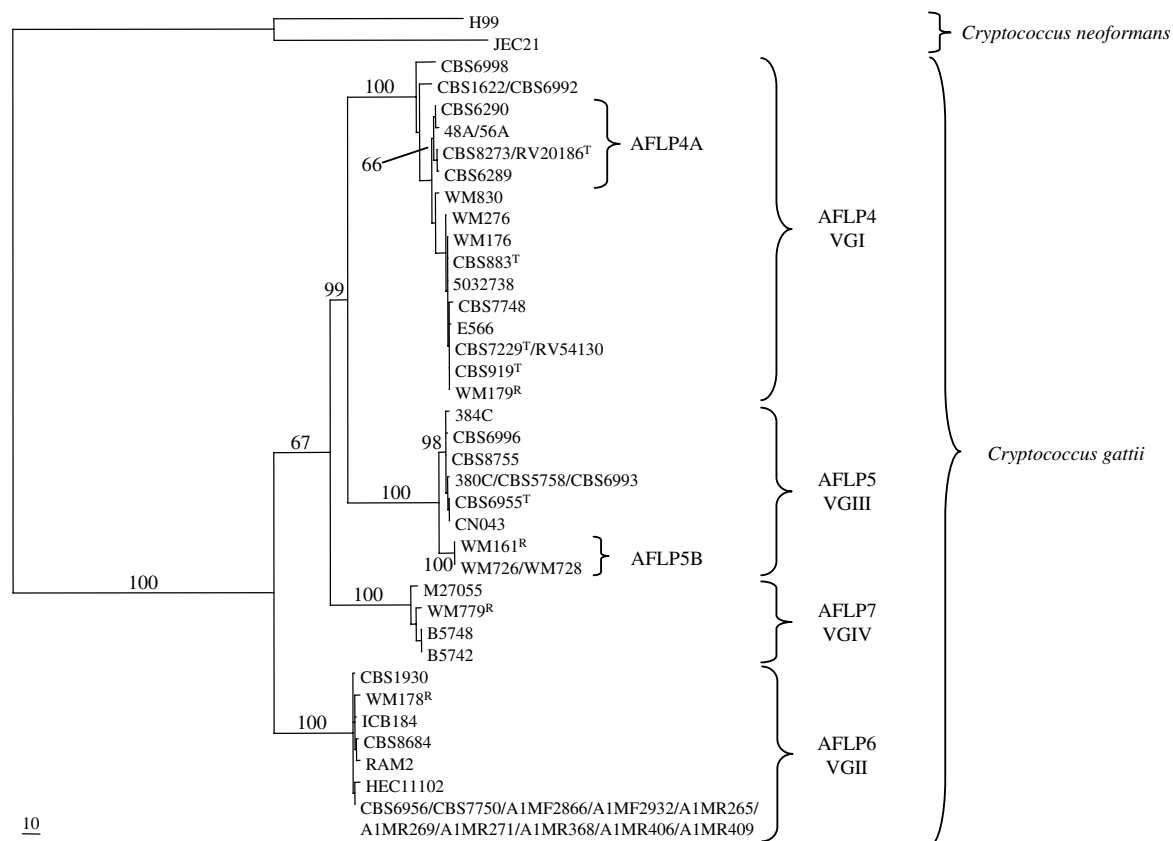 H99
Cryptococcus neoformans
JEC21
CBS6998
100
CBS1622/CBS6992
CBS6290
48A/56A
AFLP4A
CBS8273/RV20186ᵀ
66
CBS6289
WM830
WM276
AFLP4
VGI
WM176
CBS883ᵀ
5032738
99
CBS7748
E566
CBS7229ᵀ/RV54130
CBS919ᵀ
WM179ᴿ
384C
98
CBS6996
67
Cryptococcus gattii
CBS8755
380C/CBS5758/CBS6993
AFLP5
VGIII
100
CBS6955ᵀ
CN043
WM161ᴿ
AFLP5B
100
WM726/WM728
100
M27055
100
WM779ᴿ
AFLP7
VGIV
B5748
B5742
CBS1930
WM178ᴿ
100
ICB184
CBS8684
AFLP6
VGII
RAM2
HEC11102
CBS6956/CBS7750/A1MF2866/A1MF2932/A1MR265/
A1MR269/A1MR271/A1MR368/A1MR406/A1MR409
10